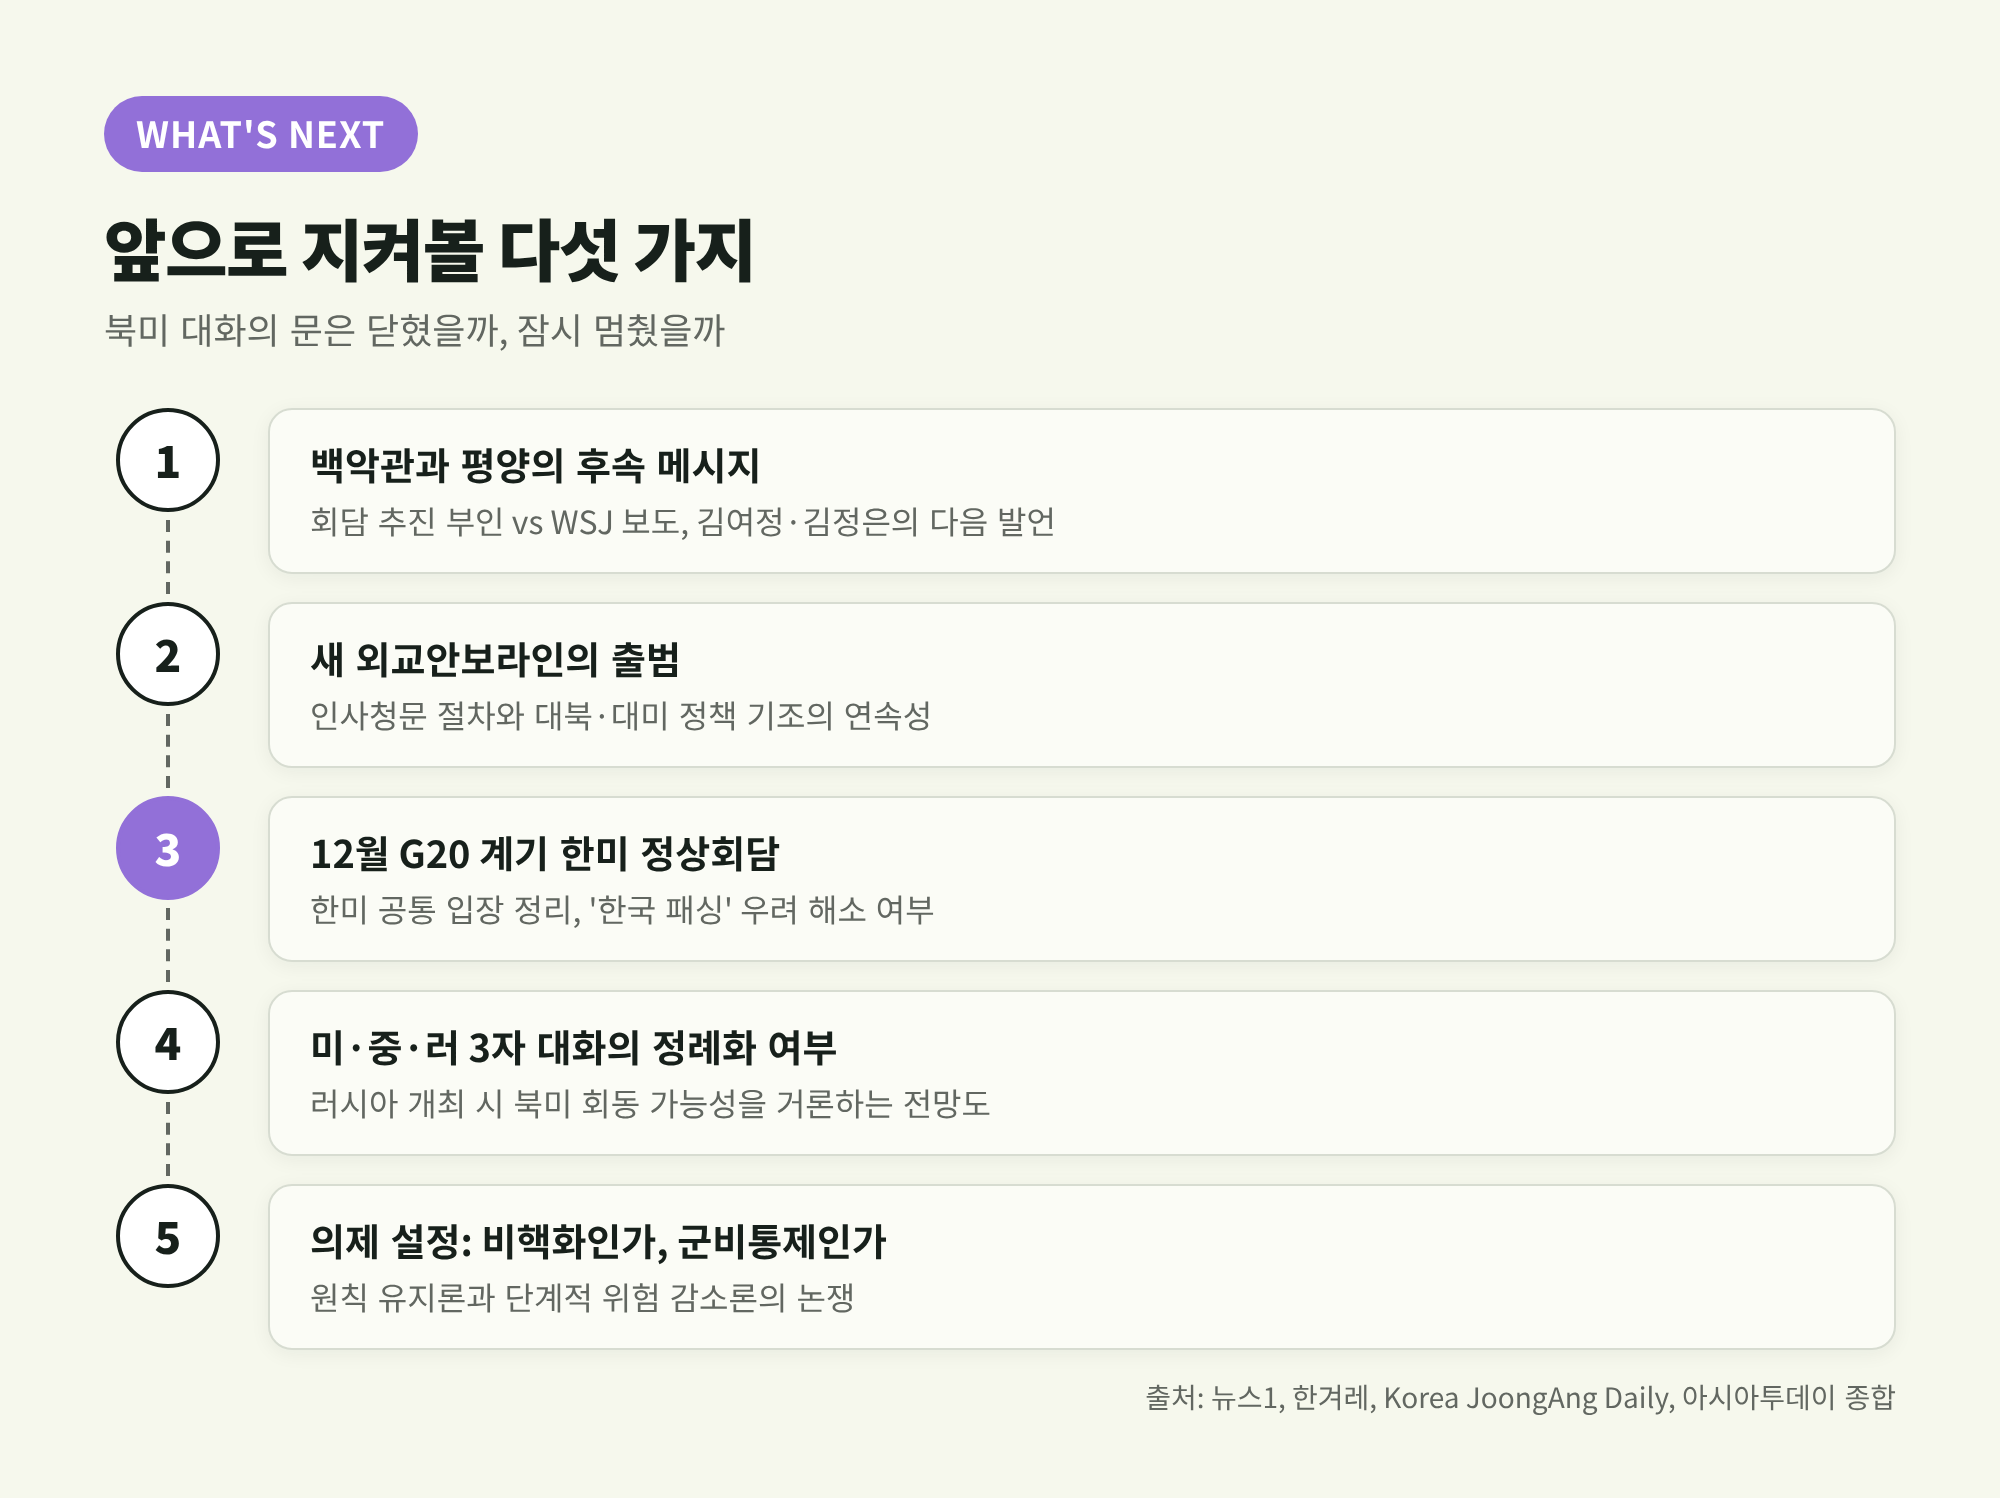 WHAT'S NEXT
앞으로 지켜볼 다섯 가지
북미 대화의 문은 닫혔을까, 잠시 멈췄을까
1
백악관과 평양의 후속 메시지
회담 추진 부인 vs WSJ 보도, 김여정·김정은의 다음 발언
2
새 외교안보라인의 출범
인사청문 절차와 대북·대미 정책 기조의 연속성
3
12월 G20 계기 한미 정상회담
한미 공통 입장 정리, '한국 패싱' 우려 해소 여부
4
미·중·러 3자 대화의 정례화 여부
러시아 개최 시 북미 회동 가능성을 거론하는 전망도
5
의제 설정: 비핵화인가, 군비통제인가
원칙 유지론과 단계적 위험 감소론의 논쟁
출처: 뉴스1, 한겨레, Korea JoongAng Daily, 아시아투데이 종합